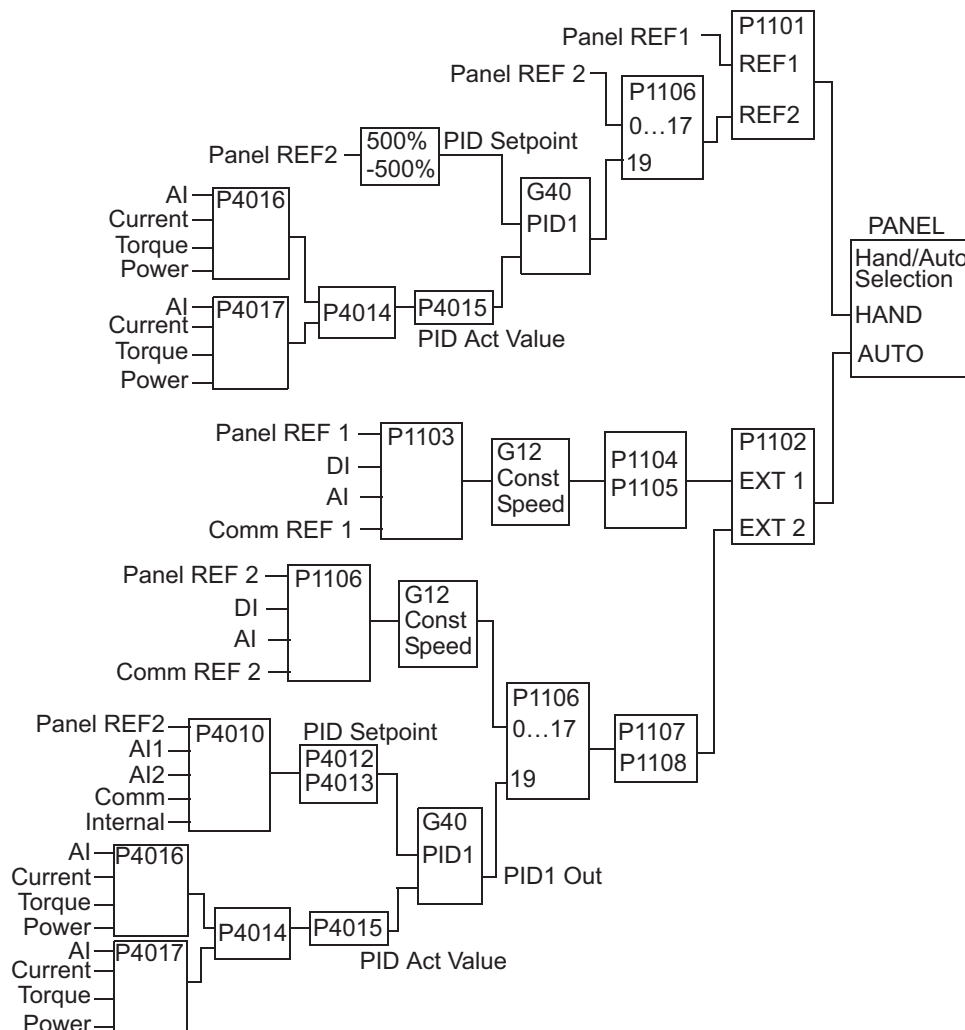 Panel REF1
P1101
REF1
REF2
Panel REF 2
P1106
0…17
19
Panel REF2
500%
-500%
PID Setpoint
G40
PID1
AI
Current
Torque
Power
P4016
AI
Current
Torque
Power
P4017
P4014
P4015
PID Act Value
PANEL
Hand/Auto
Selection
HAND
AUTO
Panel REF 1
DI
AI
Comm REF 1
P1103
G12
Const
Speed
P1104
P1105
P1102
EXT 1
EXT 2
Panel REF 2
DI
AI
Comm REF 2
P1106
G12
Const
Speed
P1106
0…17
19
P1107
P1108
Panel REF2
AI1
AI2
Comm
Internal
P4010
PID Setpoint
P4012
P4013
G40
PID1
PID1 Out
AI
Current
Torque
Power
P4016
AI
Current
Torque
Power
P4017
P4014
P4015
PID Act Value